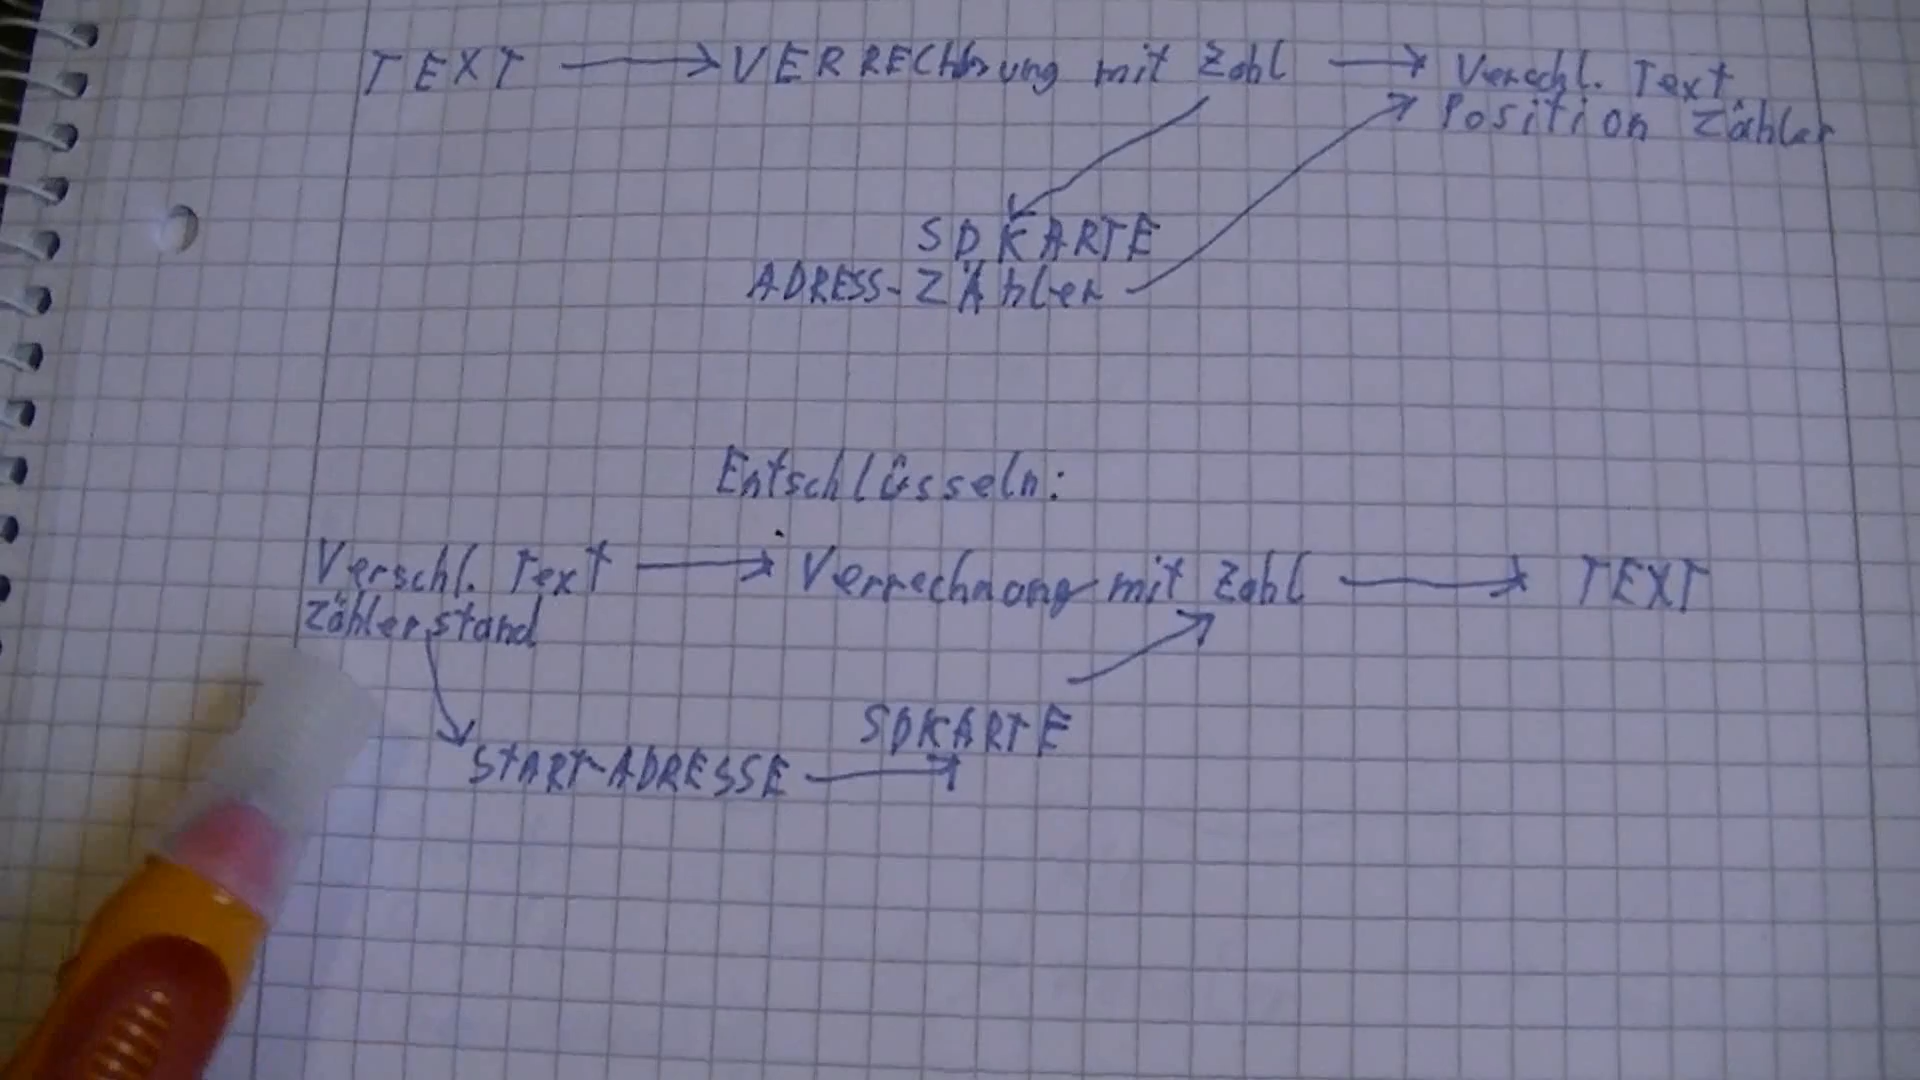 TEXT → VERRECHnung mit Zahl → Verschl. Text
Position Zähler
SDKARTE
ADRESS-ZÄhler
Entschlüsseln:
Verschl. Text → Verrechnung mit Zahl → TEXT
Zählerstand
SDKARTE
START-ADRESSE →